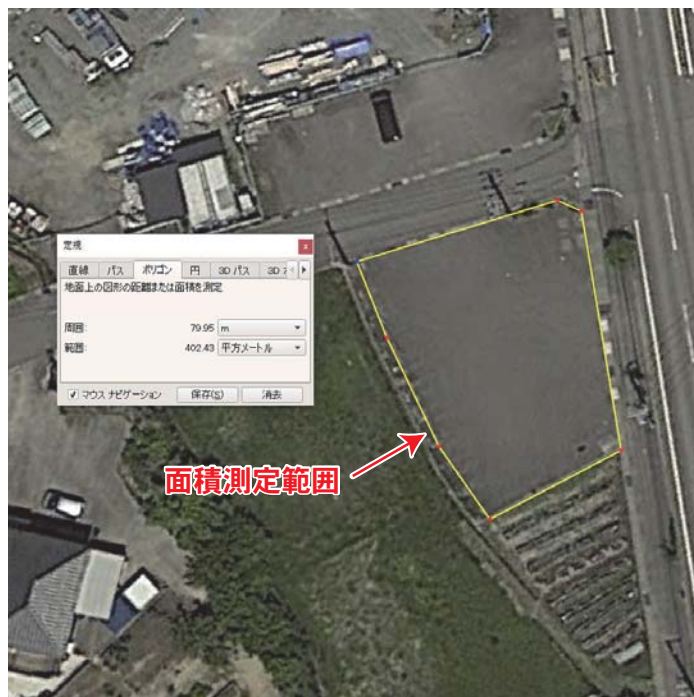 定規
直線 パス ポリゴン 円 3D パス
地面上の図形の距離または面積を測定
周囲: 79.95 m
範囲: 402.43 平方メートル
マウス ナビゲーション 保存(S) 消去
面積測定範囲